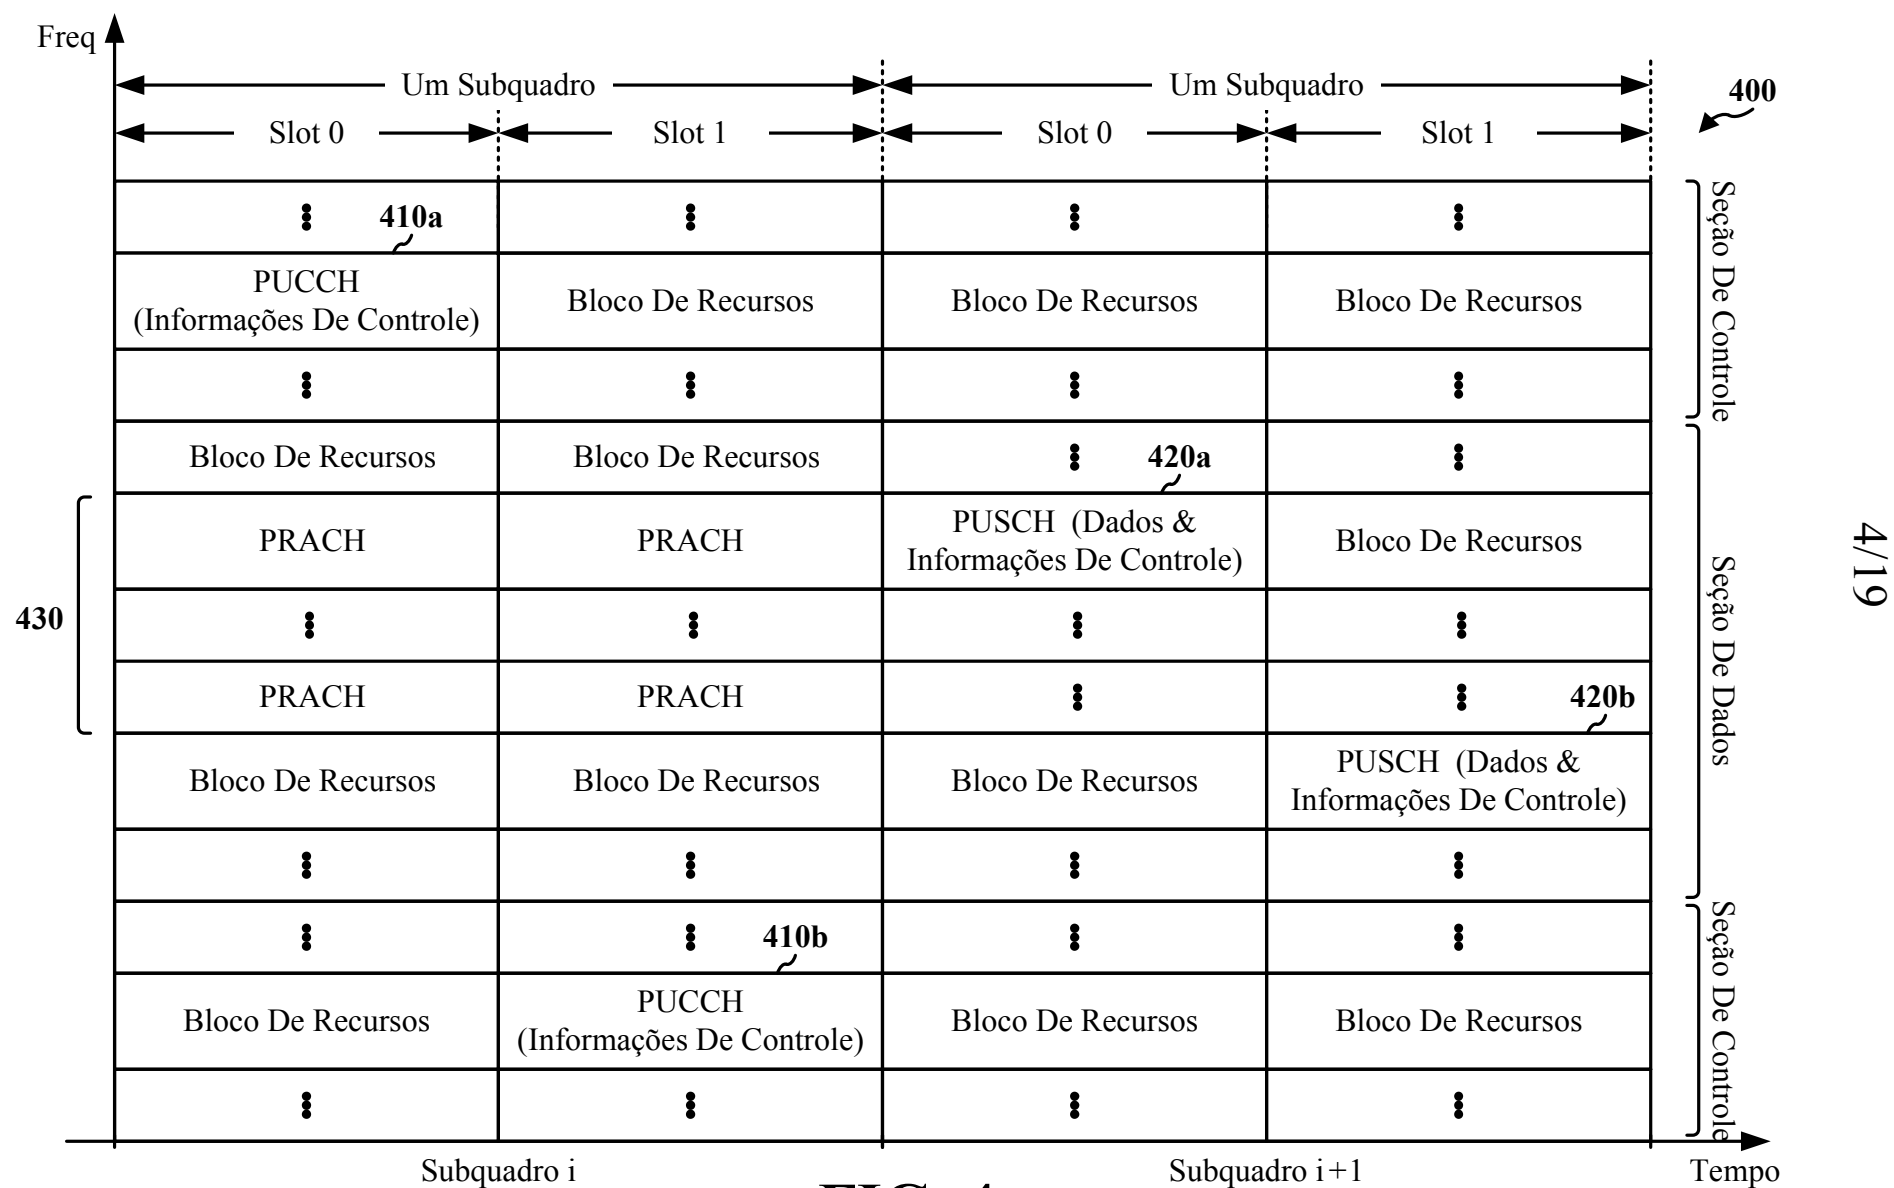 Freq
Um Subquadro Um Subquadro
400
Slot 0 Slot 1 Slot 0 Slot 1
410a
PUCCH
(Informações De Controle)
Bloco De Recursos
Bloco De Recursos
Bloco De Recursos
Seção De Controle
Bloco De Recursos
Bloco De Recursos
420a
430
PRACH
PRACH
PUSCH (Dados &
Informações De Controle)
Bloco De Recursos
PRACH
PRACH
420b
Bloco De Recursos
Bloco De Recursos
Bloco De Recursos
PUSCH (Dados &
Informações De Controle)
Seção De Dados
410b
Bloco De Recursos
PUCCH
(Informações De Controle)
Bloco De Recursos
Bloco De Recursos
Seção De Controle
Subquadro i Subquadro i+1 Tempo
4/19